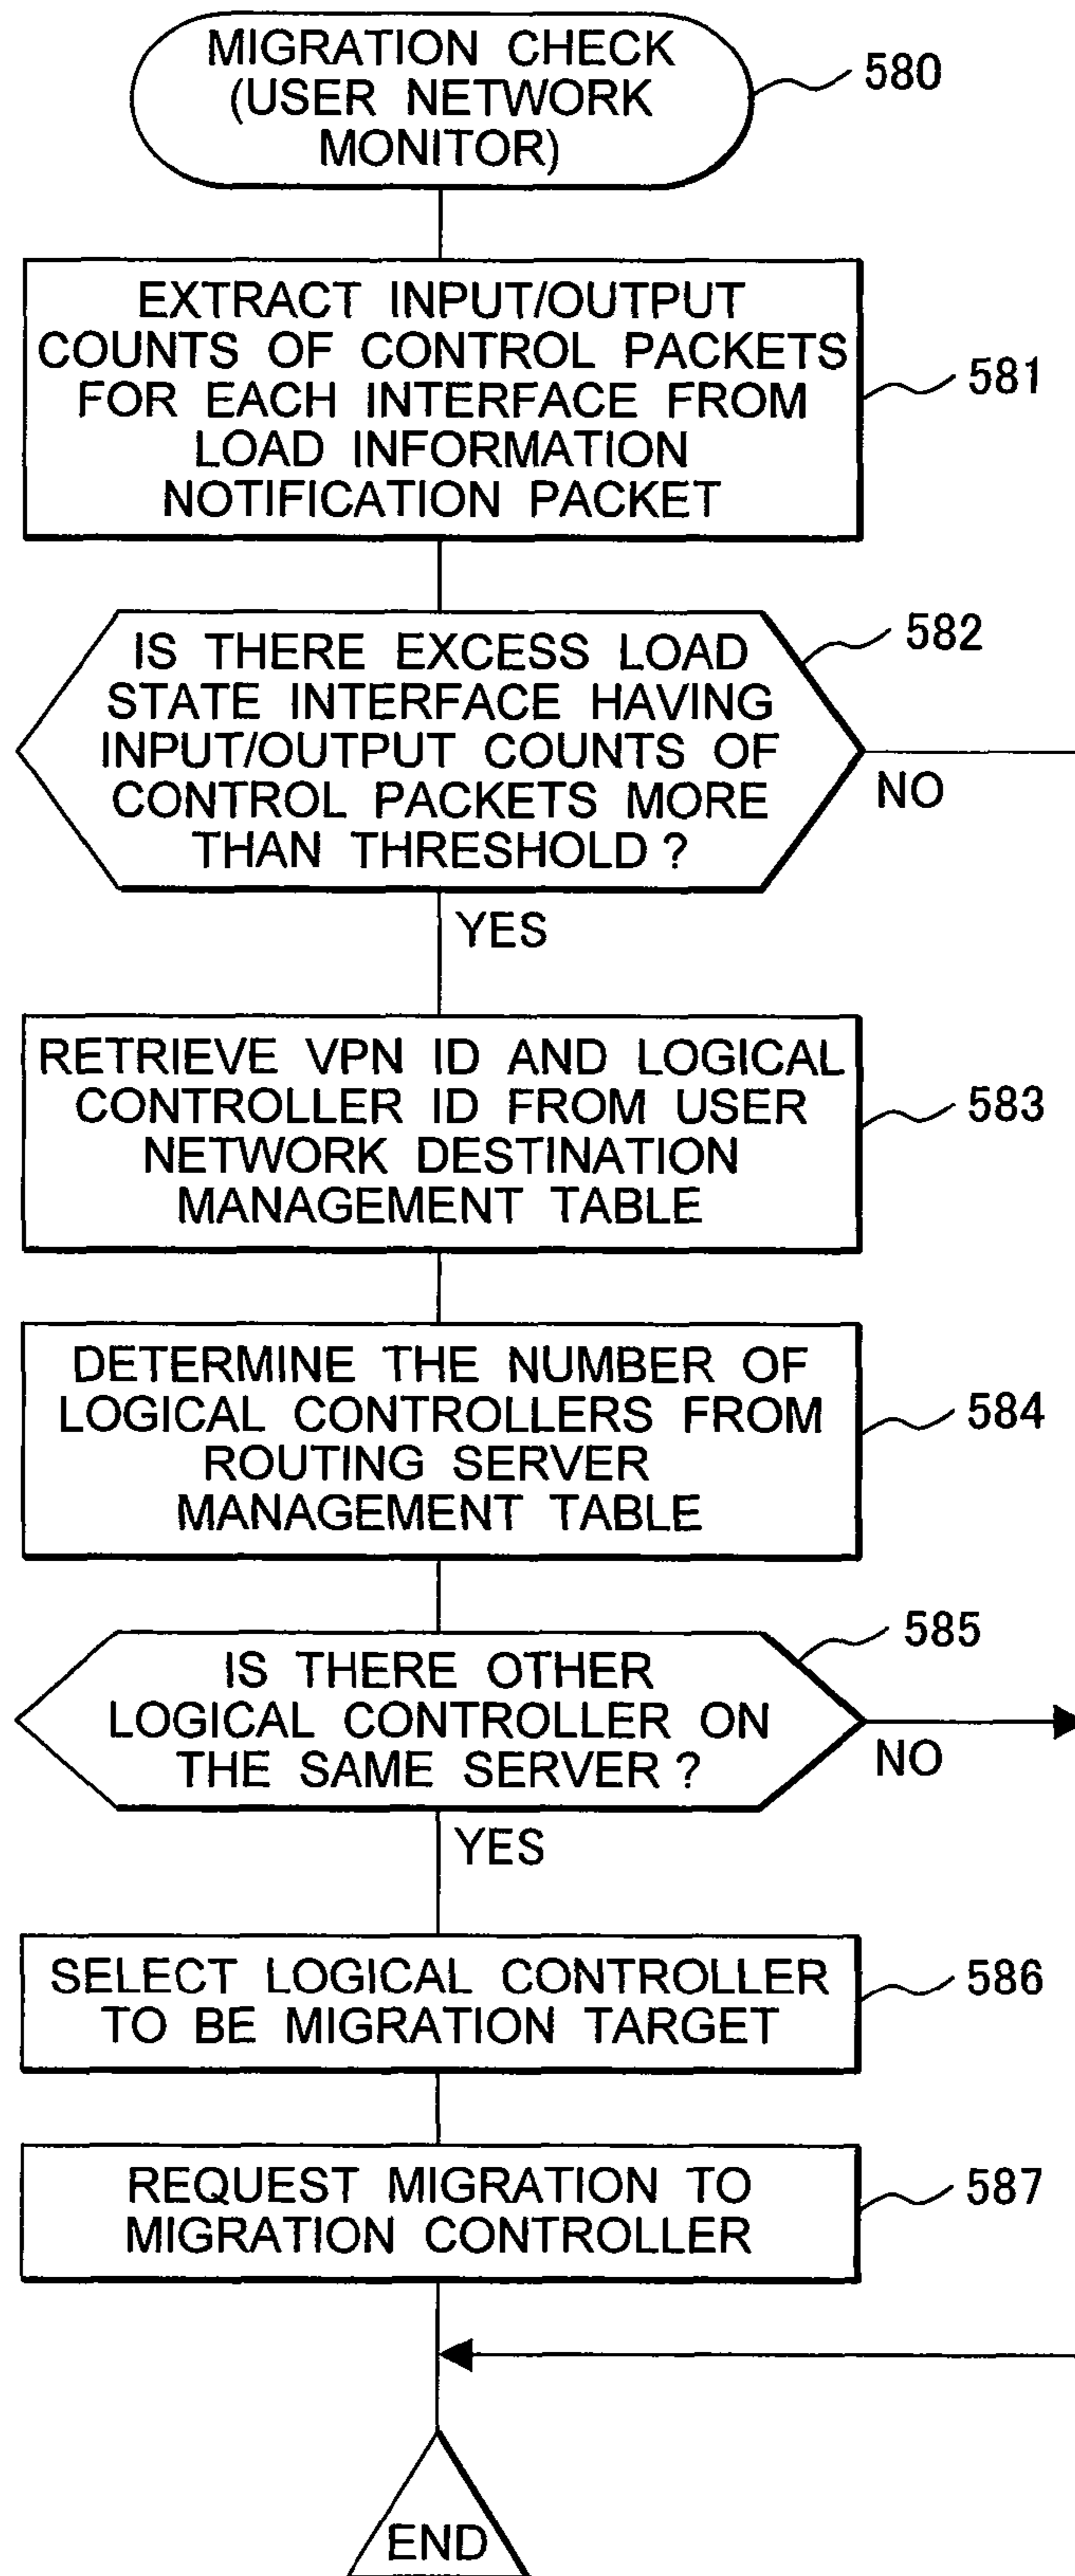 MIGRATION CHECK
(USER NETWORK
MONITOR)
580
EXTRACT INPUT/OUTPUT
COUNTS OF CONTROL PACKETS
FOR EACH INTERFACE FROM
LOAD INFORMATION
NOTIFICATION PACKET
581
IS THERE EXCESS LOAD
STATE INTERFACE HAVING
INPUT/OUTPUT COUNTS OF
CONTROL PACKETS MORE
THAN THRESHOLD ?
582
NO
YES
RETRIEVE VPN ID AND LOGICAL
CONTROLLER ID FROM USER
NETWORK DESTINATION
MANAGEMENT TABLE
583
DETERMINE THE NUMBER OF
LOGICAL CONTROLLERS FROM
ROUTING SERVER
MANAGEMENT TABLE
584
IS THERE OTHER
LOGICAL CONTROLLER ON
THE SAME SERVER ?
585
NO
YES
SELECT LOGICAL CONTROLLER
TO BE MIGRATION TARGET
586
REQUEST MIGRATION TO
MIGRATION CONTROLLER
587
END